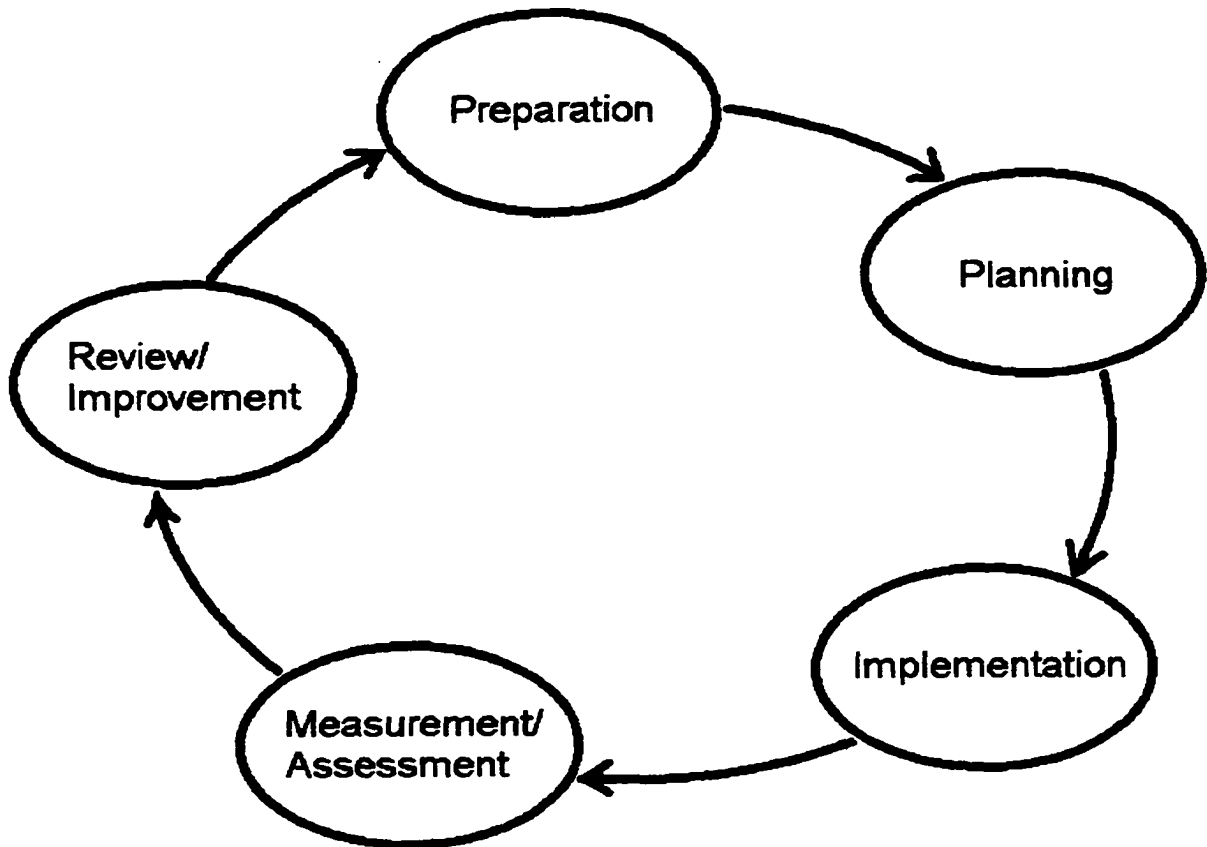 Preparation
Planning
Implementation
Measurement/
Assessment
Review/
Improvement